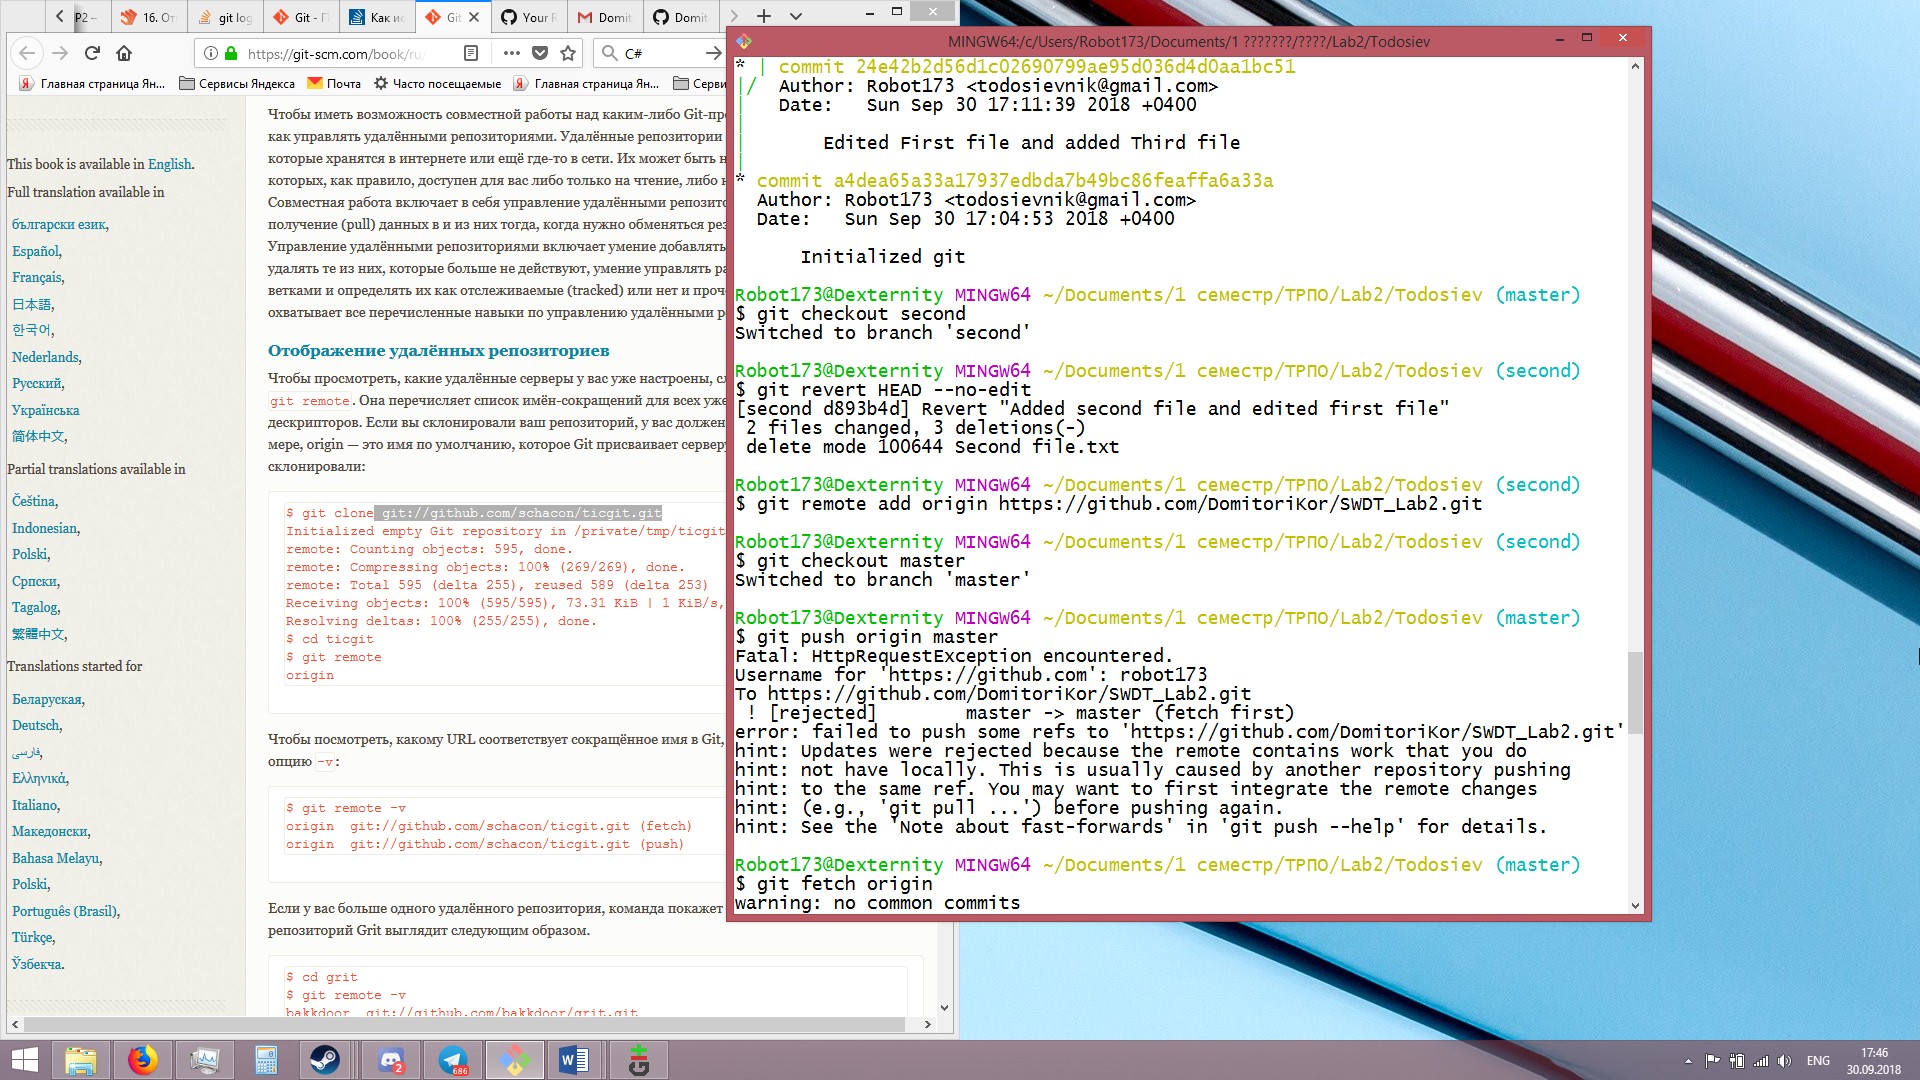 P2 –
16. От
git log
Git - П
Как ис
Git
Your R
Domit
Domit
https://git-scm.com/book/ru
C#
Главная страница Ян...
Сервисы Яндекса
Почта
Часто посещаемые
Главная страница Ян...
Серви
This book is available in English.
Full translation available in
български език,
Español,
Français,
日本語,
한국어,
Nederlands,
Русский,
Українська
简体中文,
Partial translations available in
Čeština,
Indonesian,
Polski,
Српски,
Tagalog,
繁體中文,
Translations started for
Беларуская,
Deutsch,
فارسی,
Ελληνικά,
Italiano,
Македонски,
Bahasa Melayu,
Polski,
Português (Brasil),
Türkçe,
Ўзбекча.
Чтобы иметь возможность совместной работы над каким-либо Git-пр
как управлять удалёнными репозиториями. Удалённые репозитории
которые хранятся в интернете или ещё где-то в сети. Их может быть н
которых, как правило, доступен для вас либо только на чтение, либо н
Совместная работа включает в себя управление удалёнными репозито
получение (pull) данных в и из них тогда, когда нужно обменяться рез
Управление удалёнными репозиториями включает умение добавлять
удалять те из них, которые больше не действуют, умение управлять ра
ветками и определять их как отслеживаемые (tracked) или нет и проч
охватывает все перечисленные навыки по управлению удалёнными р
Отображение удалённых репозиториев
Чтобы просмотреть, какие удалённые серверы у вас уже настроены, сл
git remote. Она перечисляет список имён-сокращений для всех уже
дескрипторов. Если вы склонировали ваш репозиторий, у вас должен
мере, origin — это имя по умолчанию, которое Git присваивает серверу
склонировали:
$ git clone git://github.com/schacon/ticgit.git
Initialized empty Git repository in /private/tmp/ticgit
remote: Counting objects: 595, done.
remote: Compressing objects: 100% (269/269), done.
remote: Total 595 (delta 255), reused 589 (delta 253)
Receiving objects: 100% (595/595), 73.31 KiB | 1 KiB/s,
Resolving deltas: 100% (255/255), done.
$ cd ticgit
$ git remote
origin
Чтобы посмотреть, какому URL соответствует сокращённое имя в Git,
опцию -v:
$ git remote -v
origin  git://github.com/schacon/ticgit.git (fetch)
origin  git://github.com/schacon/ticgit.git (push)
Если у вас больше одного удалённого репозитория, команда покажет
репозиторий Grit выглядит следующим образом.
$ cd grit
$ git remote -v
bakkdoor  git://github.com/bakkdoor/grit.git
MINGW64:/c/Users/Robot173/Documents/1 ???????/????/Lab2/Todosiev
* | commit 24e42b2d56d1c02690799ae95d036d4d0aa1bc51
|/  Author: Robot173 <todosievnik@gmail.com>
|   Date:   Sun Sep 30 17:11:39 2018 +0400
|
|       Edited First file and added Third file
|
* commit a4dea65a33a17937edbda7b49bc86feaffa6a33a
Author: Robot173 <todosievnik@gmail.com>
Date:   Sun Sep 30 17:04:53 2018 +0400
Initialized git
Robot173@Dexternity MINGW64 ~/Documents/1 семестр/ТРПО/Lab2/Todosiev (master)
$ git checkout second
Switched to branch 'second'
Robot173@Dexternity MINGW64 ~/Documents/1 семестр/ТРПО/Lab2/Todosiev (second)
$ git revert HEAD --no-edit
[second d893b4d] Revert "Added second file and edited first file"
2 files changed, 3 deletions(-)
delete mode 100644 Second file.txt
Robot173@Dexternity MINGW64 ~/Documents/1 семестр/ТРПО/Lab2/Todosiev (second)
$ git remote add origin https://github.com/DomitoriKor/SWDT_Lab2.git
Robot173@Dexternity MINGW64 ~/Documents/1 семестр/ТРПО/Lab2/Todosiev (second)
$ git checkout master
Switched to branch 'master'
Robot173@Dexternity MINGW64 ~/Documents/1 семестр/ТРПО/Lab2/Todosiev (master)
$ git push origin master
Fatal: HttpRequestException encountered.
Username for 'https://github.com': robot173
To https://github.com/DomitoriKor/SWDT_Lab2.git
! [rejected]        master -> master (fetch first)
error: failed to push some refs to 'https://github.com/DomitoriKor/SWDT_Lab2.git'
hint: Updates were rejected because the remote contains work that you do
hint: not have locally. This is usually caused by another repository pushing
hint: to the same ref. You may want to first integrate the remote changes
hint: (e.g., 'git pull ...') before pushing again.
hint: See the 'Note about fast-forwards' in 'git push --help' for details.
Robot173@Dexternity MINGW64 ~/Documents/1 семестр/ТРПО/Lab2/Todosiev (master)
$ git fetch origin
warning: no common commits
2
686
ENG
17:46
30.09.2018